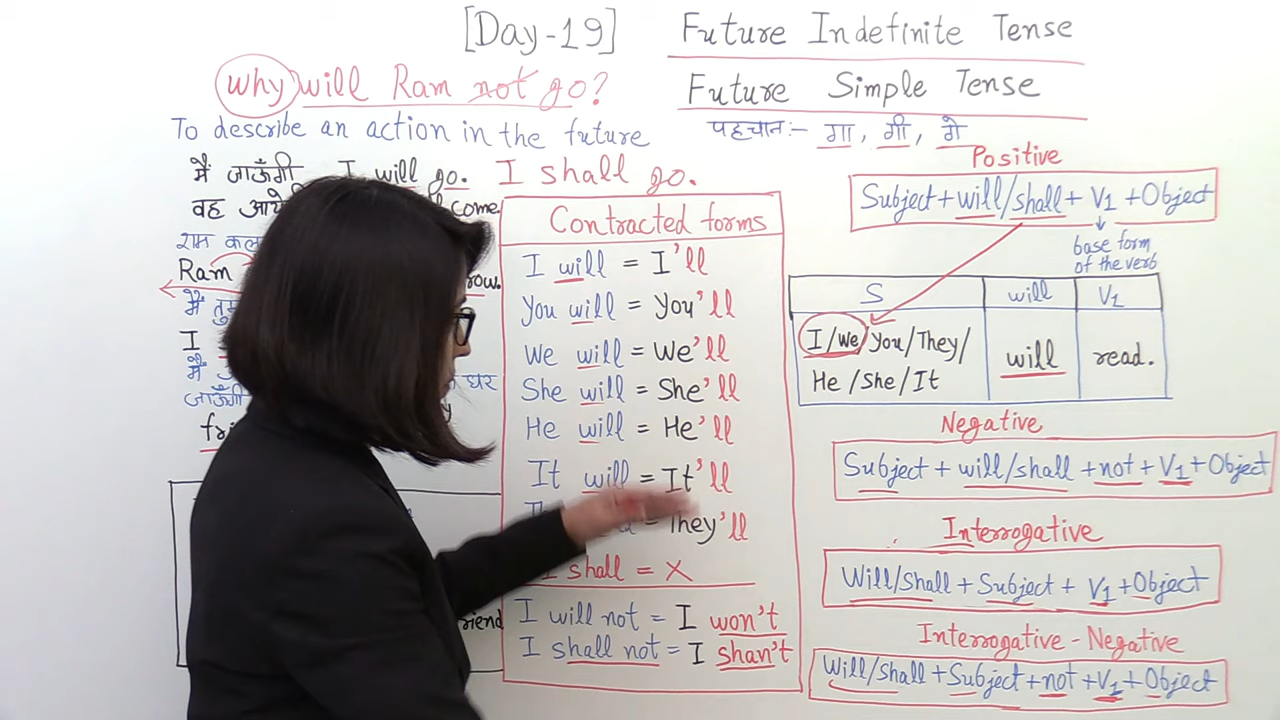 [Day-19] Future Indefinite Tense
why will Ram not go? Future Simple Tense
To describe an action in the future
पहचान:- गा, गी, गे
मैं जाऊँगी I will go. I shall go.
वह come.
राम कल
Ram row.
मैं
I
मैं घर
जाऊँगी
friend
Contracted forms
I will = I'll
You will = You'll
We will = We'll
She will = She'll
He will = He'll
It will = It'll
= They'll
I shall = X
I will not = I won't
I shall not = I shan't
Positive
Subject + will/shall + V1 + Object
base form
of the verb
S will V1
I/We/You/They/
He/She/It
will read.
Negative
Subject + will/shall + not + V1 + Object
Interrogative
Will/Shall + Subject + V1 + Object
Interrogative - Negative
Will/Shall + Subject + not + V1 + Object